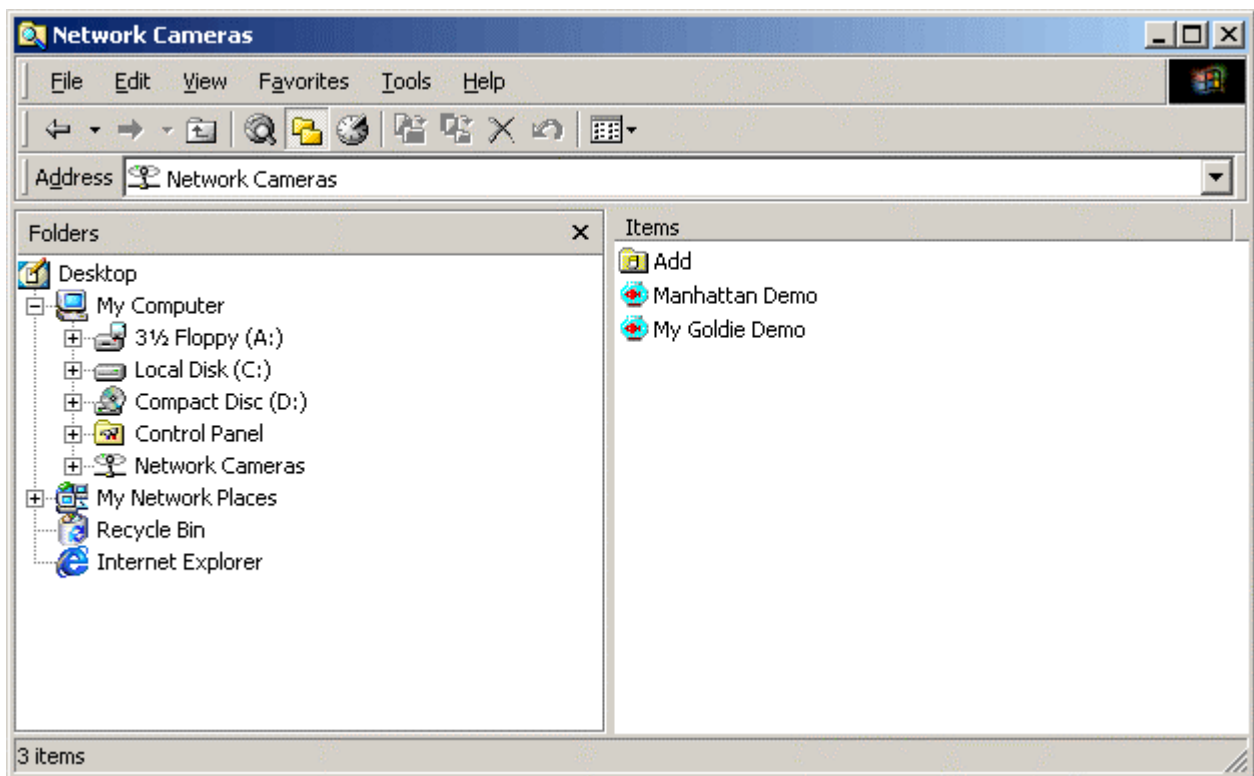 Network Cameras
File Edit View Favorites Tools Help
Address Network Cameras
Folders
Desktop
My Computer
3½ Floppy (A:)
Local Disk (C:)
Compact Disc (D:)
Control Panel
Network Cameras
My Network Places
Recycle Bin
Internet Explorer
Items
Add
Manhattan Demo
My Goldie Demo
3 items